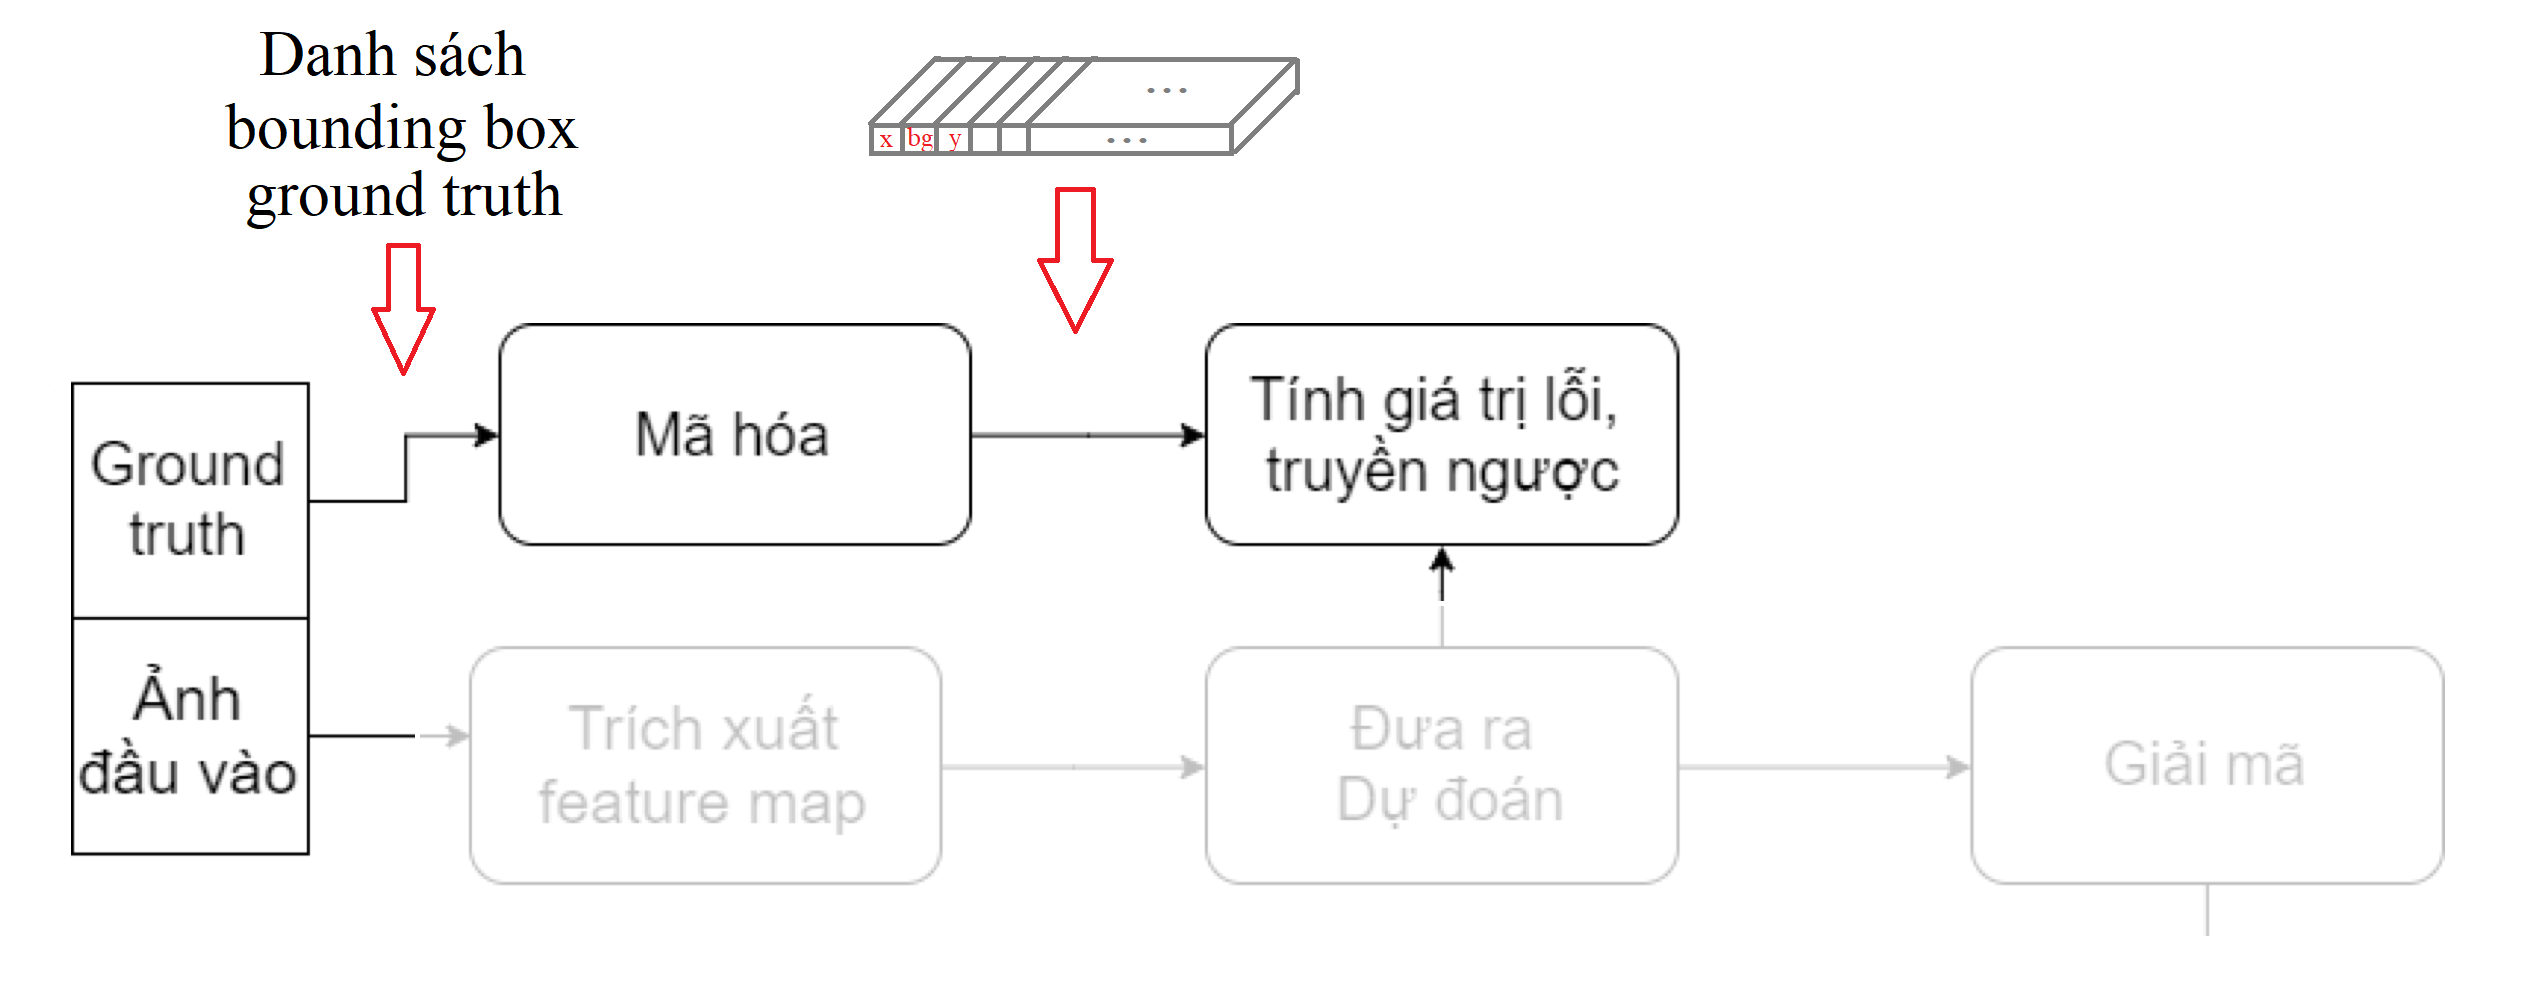 Danh sách
bounding box
ground truth
...
x bg y ...
Ground
truth
Mã hóa
Tính giá trị lỗi,
truyền ngược
Ảnh
đầu vào
Trích xuất
feature map
Đưa ra
Dự đoán
Giải mã